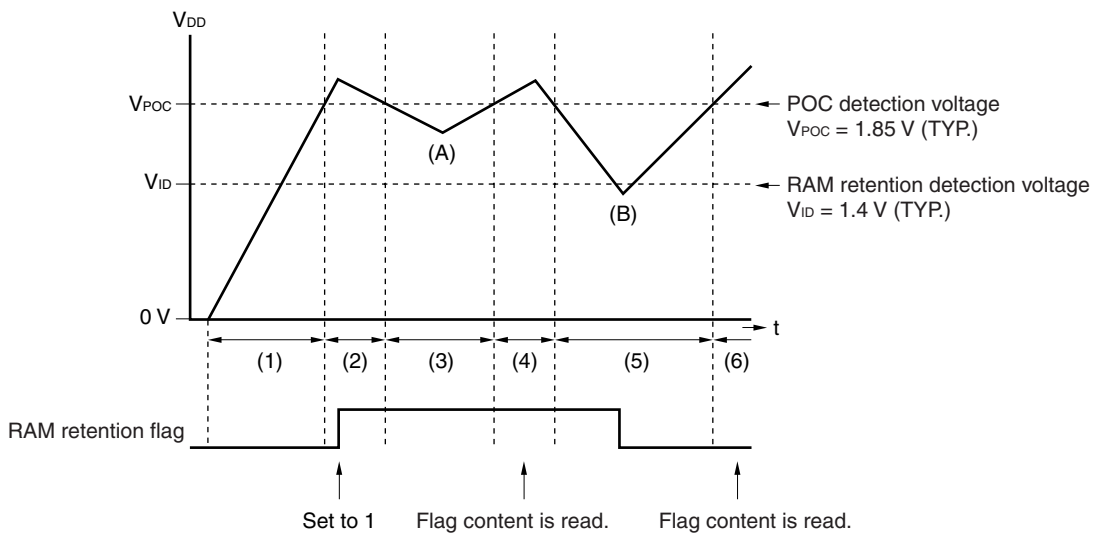 VDD
VPOC
POC detection voltage
VPOC = 1.85 V (TYP.)
(A)
VID
RAM retention detection voltage
VID = 1.4 V (TYP.)
(B)
0 V
t
(1) (2) (3) (4) (5) (6)
RAM retention flag
Set to 1 Flag content is read. Flag content is read.